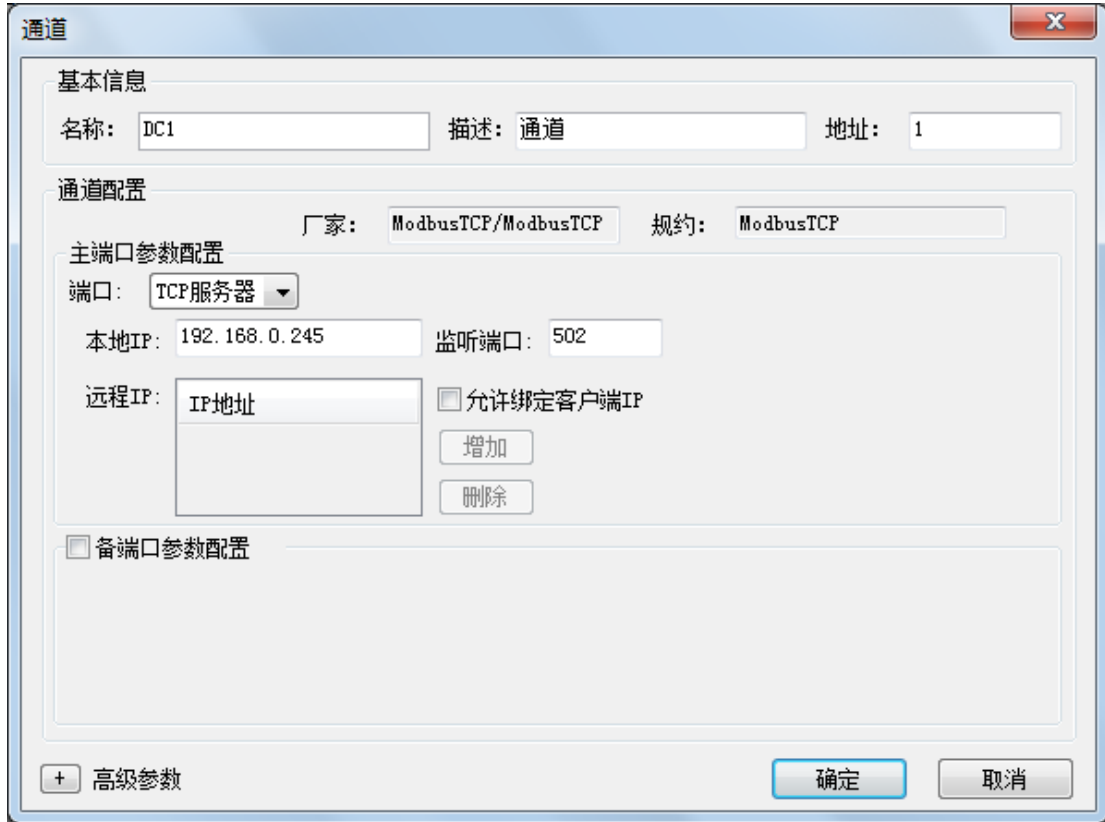 通道
基本信息
名称: DC1 描述: 通道 地址: 1
通道配置
厂家: ModbusTCP/ModbusTCP 规约: ModbusTCP
主端口参数配置
端口: TCP服务器
本地IP: 192.168.0.245 监听端口: 502
远程IP: IP地址 允许绑定客户端IP
增加
删除
备端口参数配置
+ 高级参数 确定 取消